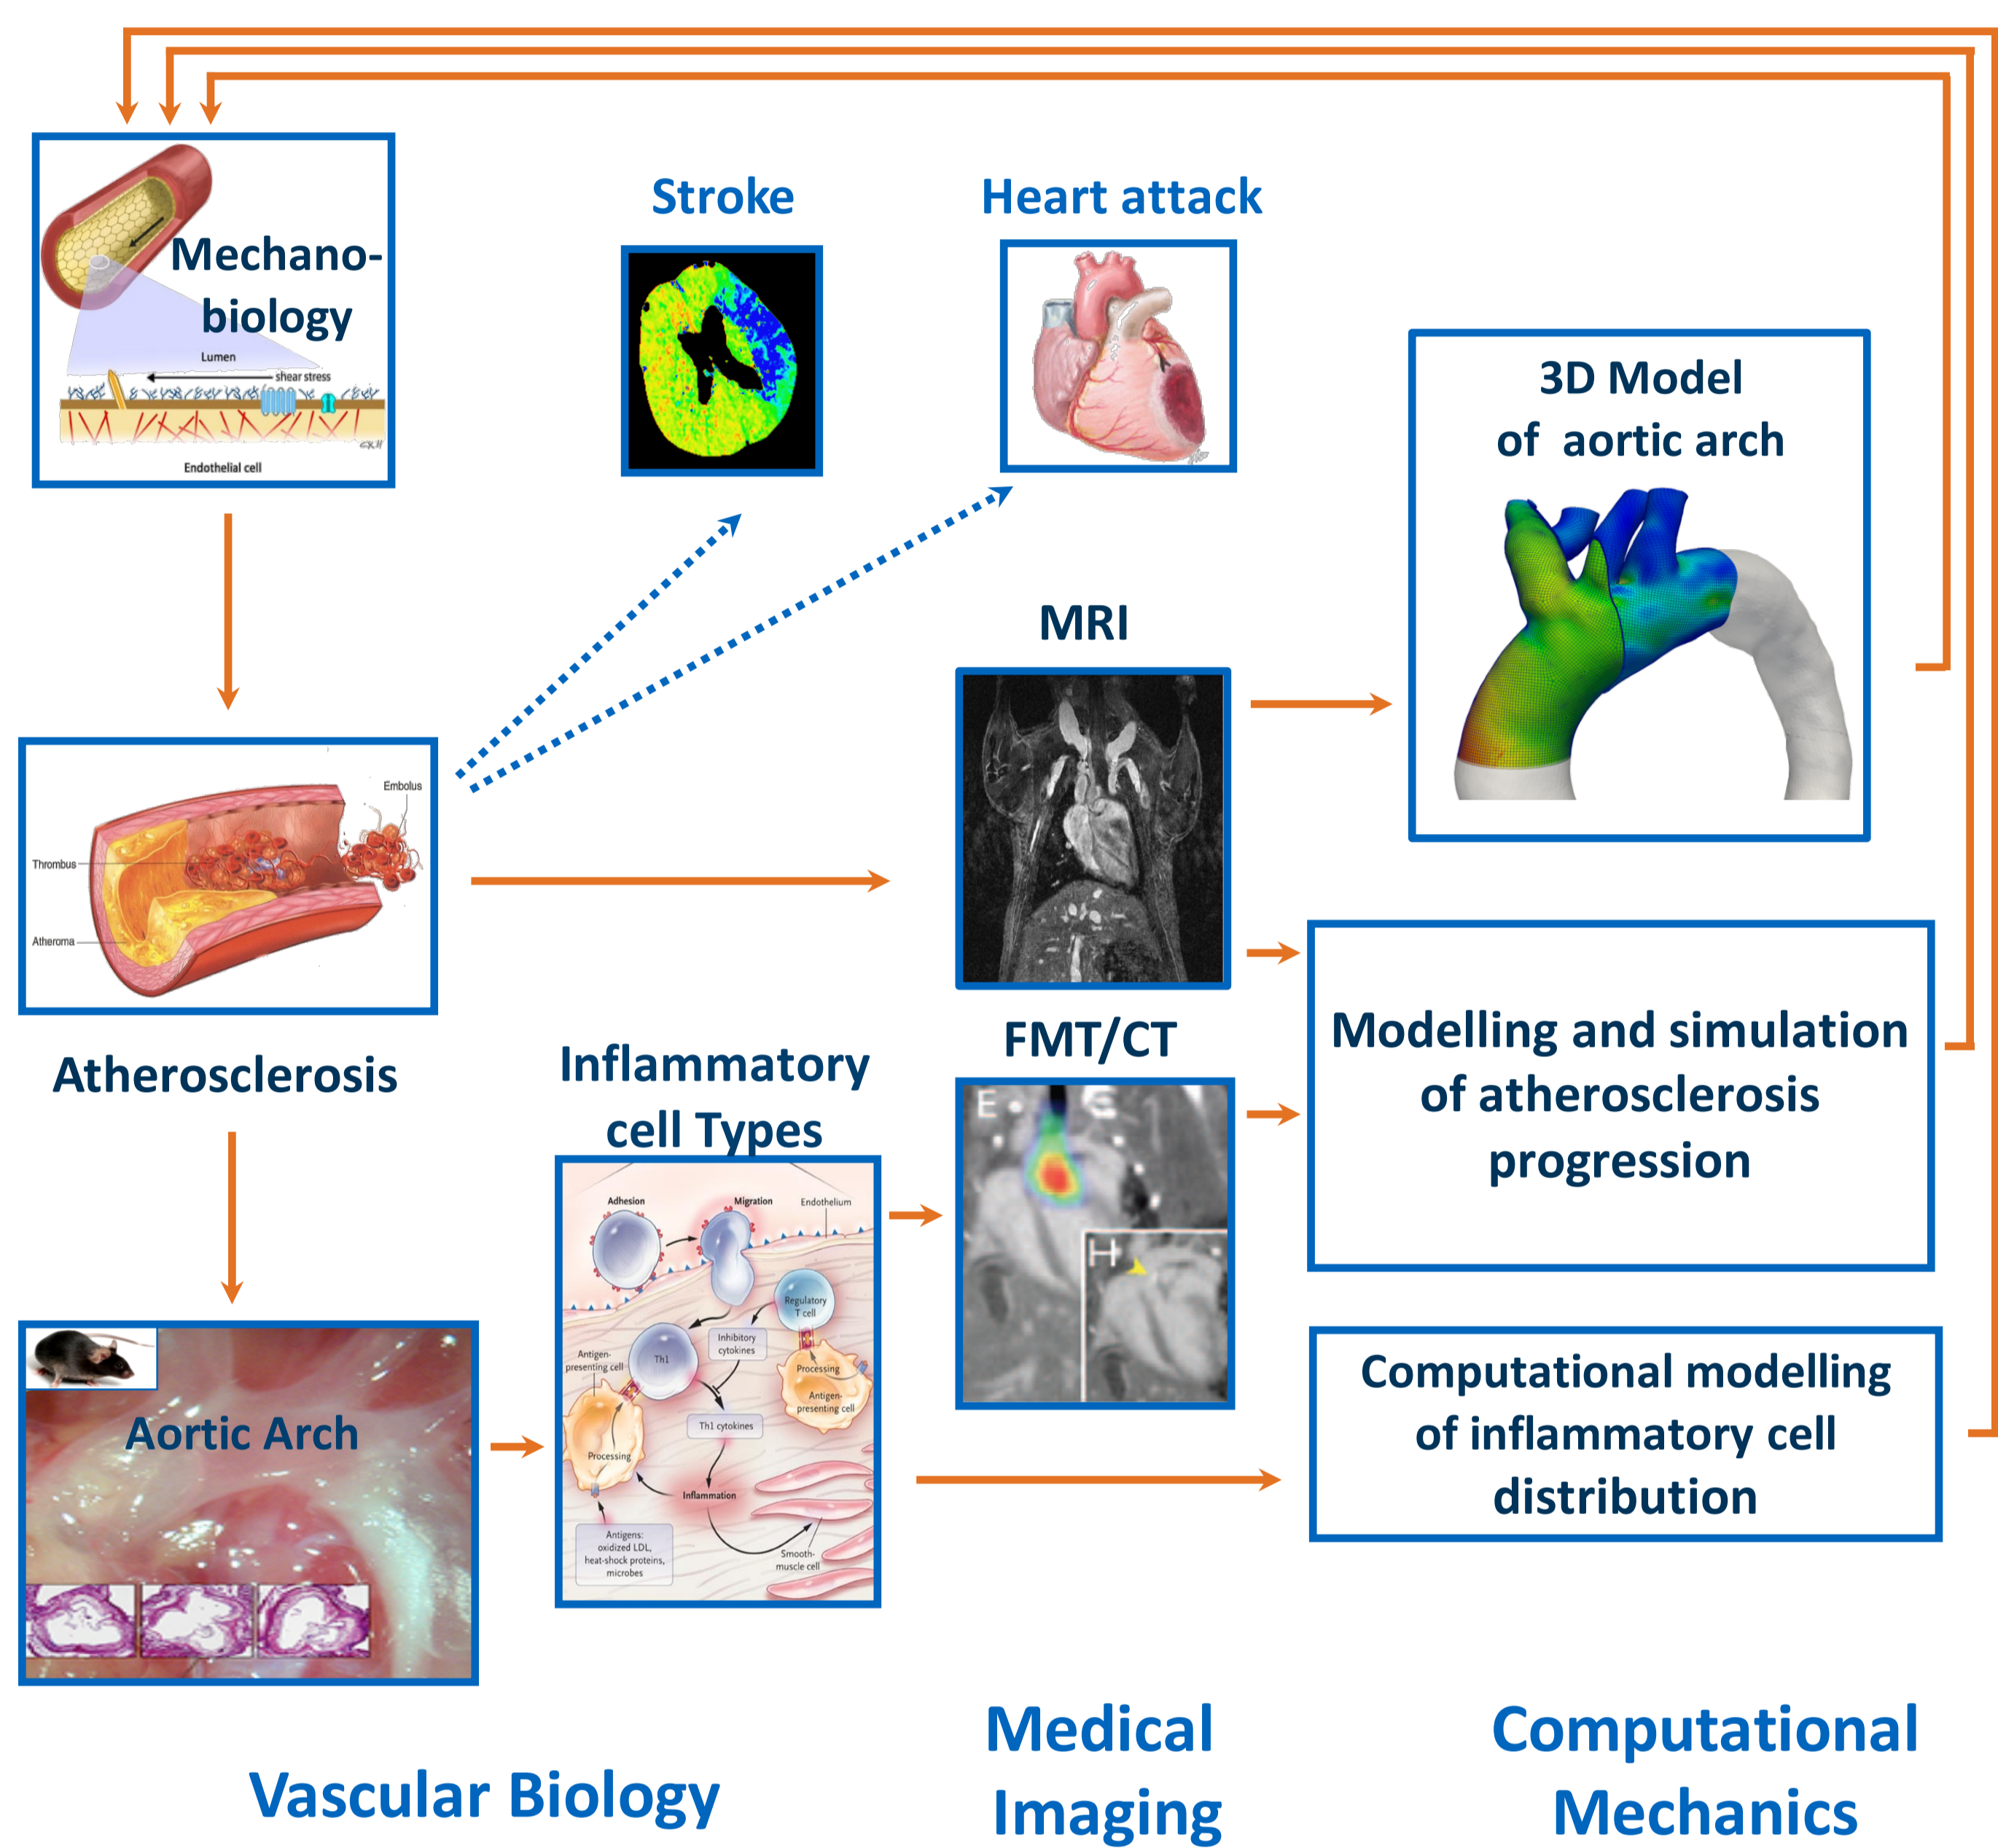 Mechano-
biology
Lumen
shear stress
Endothelial cell
Stroke
Heart attack
3D Model
of aortic arch
MRI
Embolus
Thrombus
Atheroma
Atherosclerosis
Inflammatory
cell Types
FMT/CT
E
H
Modelling and simulation
of atherosclerosis
progression
Adhesion
Migration
Endothelium
Regulatory
T cell
Inhibitory
cytokines
Th1
Antigen-
presenting cell
Processing
Antigen-
presenting cell
Th1 cytokines
Processing
Inflammation
Antigens:
oxidized LDL,
heat-shock proteins,
microbes
Smooth-
muscle cell
Aortic Arch
Computational modelling
of inflammatory cell
distribution
Vascular Biology
Medical
Imaging
Computational
Mechanics